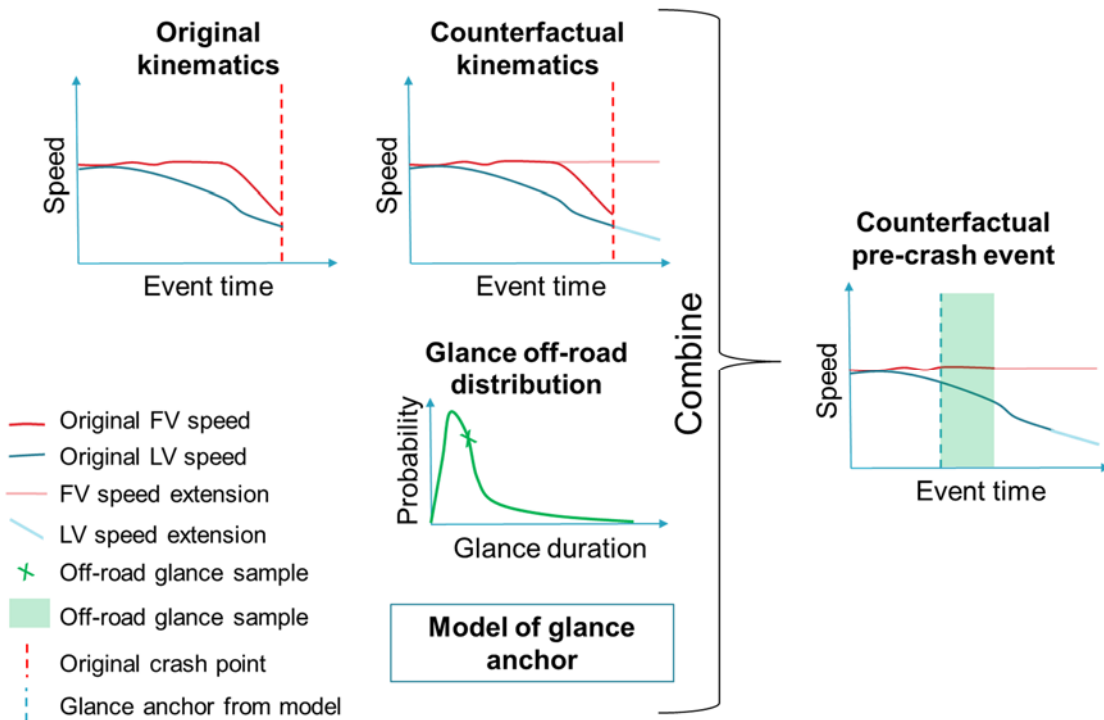 Original
kinematics
Speed
Event time
Counterfactual
kinematics
Speed
Event time
Glance off-road
distribution
Probability
Glance duration
Model of glance
anchor
Combine
Counterfactual
pre-crash event
Speed
Event time
Original FV speed
Original LV speed
FV speed extension
LV speed extension
Off-road glance sample
Off-road glance sample
Original crash point
Glance anchor from model